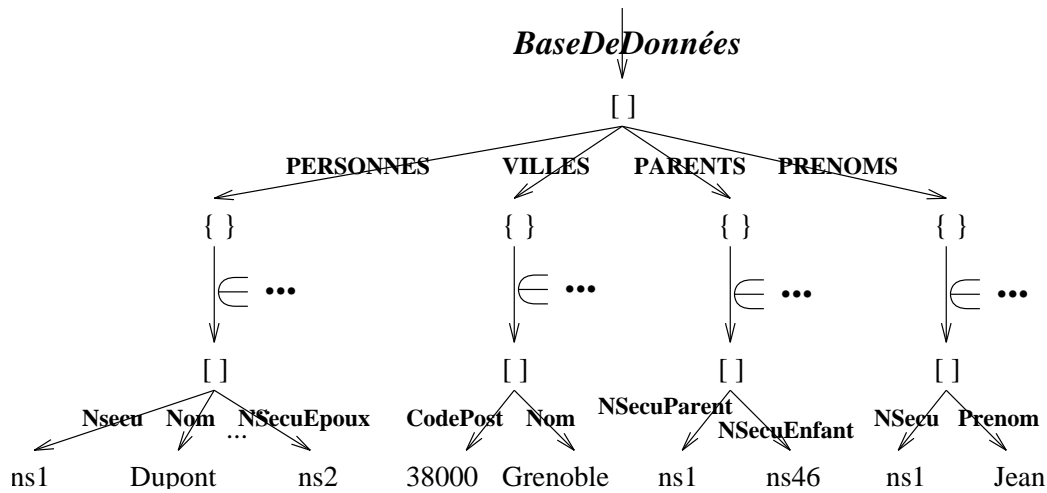 BaseDeDonnées
[ ]
PERSONNES VILLES PARENTS PRENOMS
{ } { } { } { }
∈ ••• ∈ ••• ∈ ••• ∈ •••
[ ] [ ] [ ] [ ]
Nsecu Nom ... NSecuEpoux CodePost Nom NSecuParent NSecuEnfant NSecu Prenom
ns1 Dupont ns2 38000 Grenoble ns1 ns46 ns1 Jean